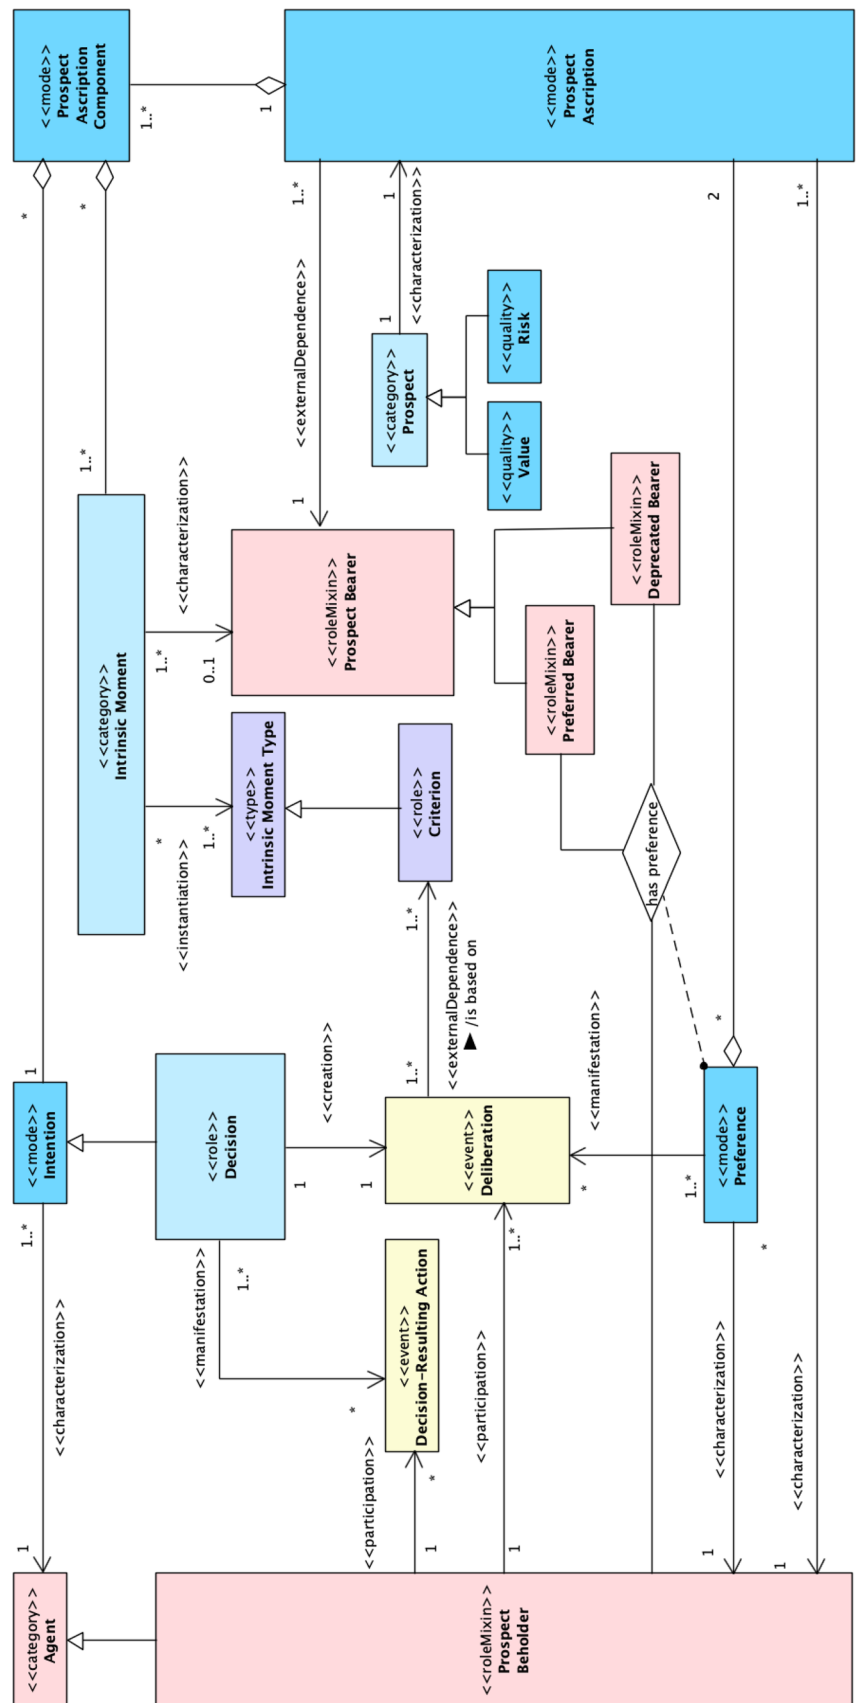 <<category>>
Agent
<<roleMixin>>
Prospect
Beholder
1
<<characterization>>
1..*
<<mode>>
Intention
1
*
<<mode>>
Prospect
Ascription
Component
1..*
1
<<mode>>
Prospect
Ascription
*
1..*
<<category>>
Intrinsic Moment
<<instantiation>>
*
1..*
1..*
<<characterization>>
0..1
<<role>>
Decision
<<manifestation>>
1..*
*
<<creation>>
1
1
<<type>>
Intrinsic Moment Type
<<roleMixin>>
Prospect Bearer
1
<<externalDependence>>
1..*
<<participation>>
1
*
<<event>>
Decision-Resulting Action
<<event>>
Deliberation
1..*
<<externalDependence>>
/is based on
1..*
<<role>>
Criterion
<<category>>
Prospect
1
<<characterization>>
1
<<quality>>
Value
<<quality>>
Risk
1
<<participation>>
1..*
*
<<manifestation>>
1..*
<<roleMixin>>
Preferred Bearer
<<roleMixin>>
Deprecated Bearer
has preference
<<mode>>
Preference
*
2
1
<<characterization>>
*
1
<<characterization>>
1..*